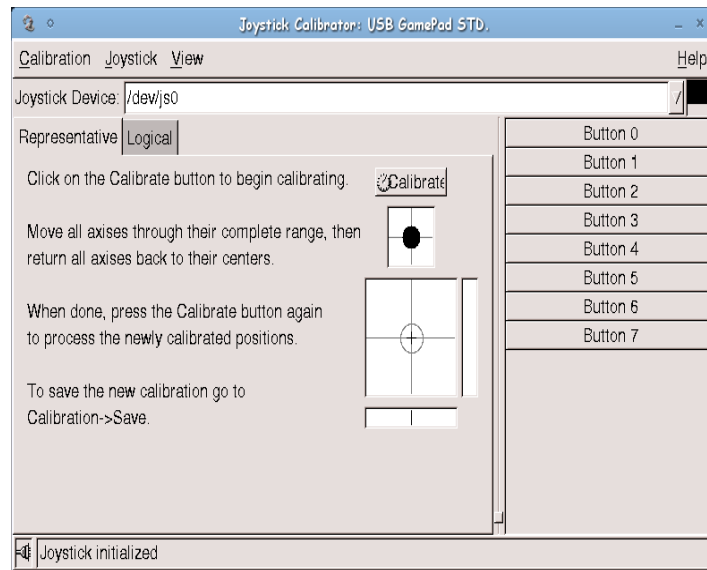 Joystick Calibrator: USB GamePad STD.
Calibration Joystick View Help
Joystick Device: /dev/js0
Representative Logical
Click on the Calibrate button to begin calibrating.
Calibrate
Move all axises through their complete range, then
return all axises back to their centers.
When done, press the Calibrate button again
to process the newly calibrated positions.
To save the new calibration go to
Calibration->Save.
Button 0
Button 1
Button 2
Button 3
Button 4
Button 5
Button 6
Button 7
Joystick initialized